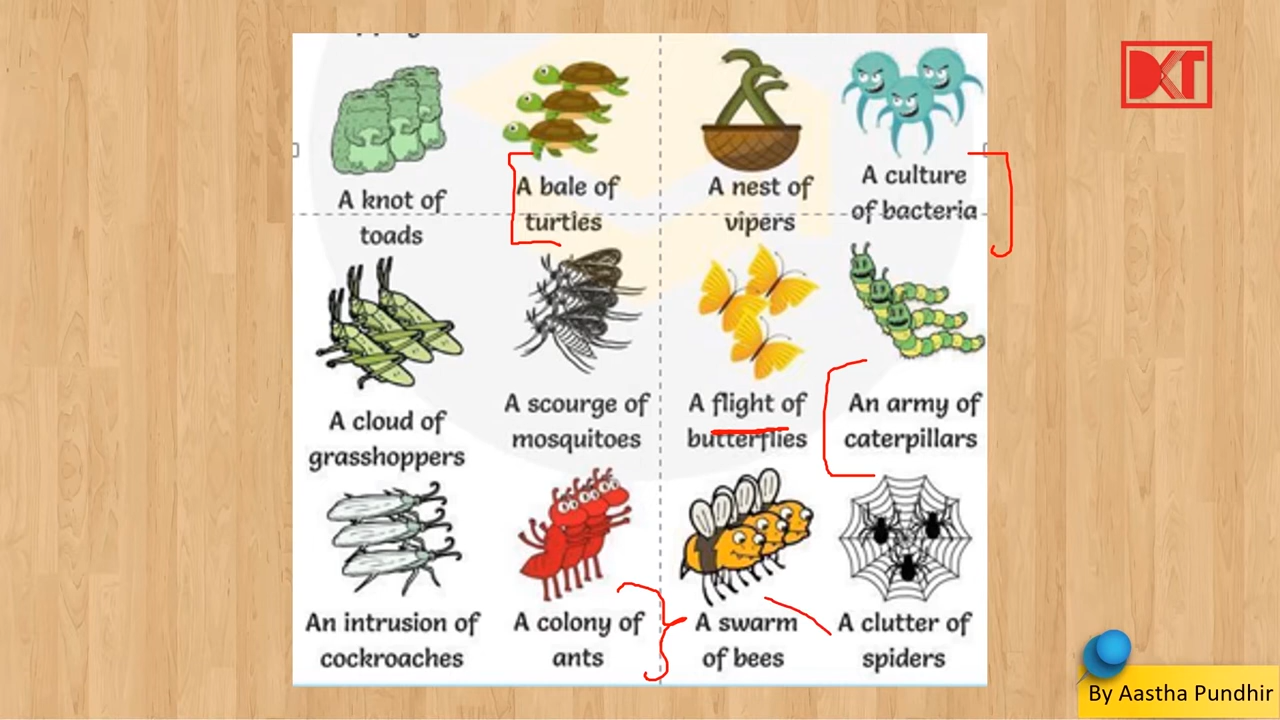 A knot of
toads
A bale of
turtles
A nest of
vipers
A culture
of bacteria
A cloud of
grasshoppers
A scourge of
mosquitoes
A flight of
butterflies
An army of
caterpillars
An intrusion of
cockroaches
A colony of
ants
A swarm
of bees
A clutter of
spiders
DKT
By Aastha Pundhir